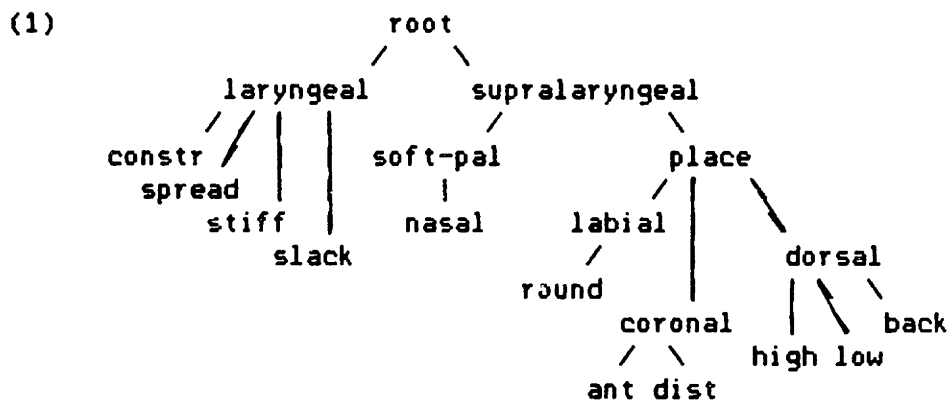 (1) root
laryngeal supralaryngeal
constr soft-pal place
spread
stiff nasal labial
slack dorsal
round
coronal back
high low
ant dist